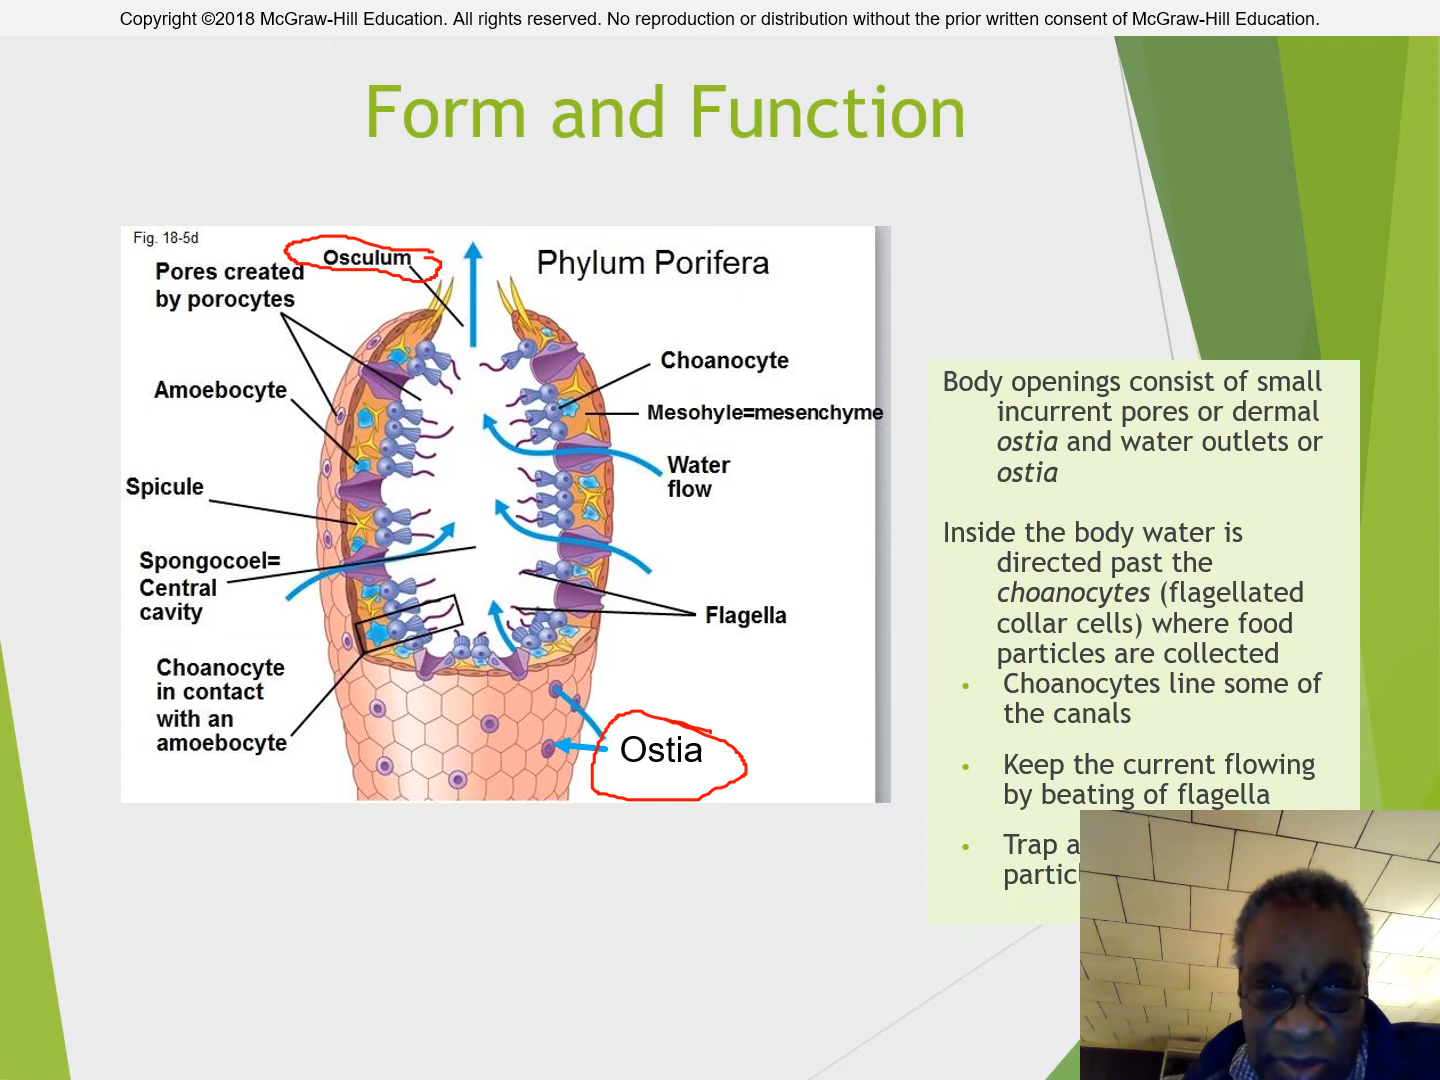 Copyright ©2018 McGraw-Hill Education. All rights reserved. No reproduction or distribution without the prior written consent of McGraw-Hill Education.
Form and Function
Fig. 18-5d
Osculum
Phylum Porifera
Pores created
by porocytes
Choanocyte
Amoebocyte
Mesohyle=mesenchyme
Water
flow
Spicule
Spongocoel=
Central
cavity
Flagella
Choanocyte
in contact
with an
amoebocyte
Ostia
Body openings consist of small
incurrent pores or dermal
ostia and water outlets or
ostia
Inside the body water is
directed past the
choanocytes (flagellated
collar cells) where food
particles are collected
• Choanocytes line some of
the canals
• Keep the current flowing
by beating of flagella
• Trap